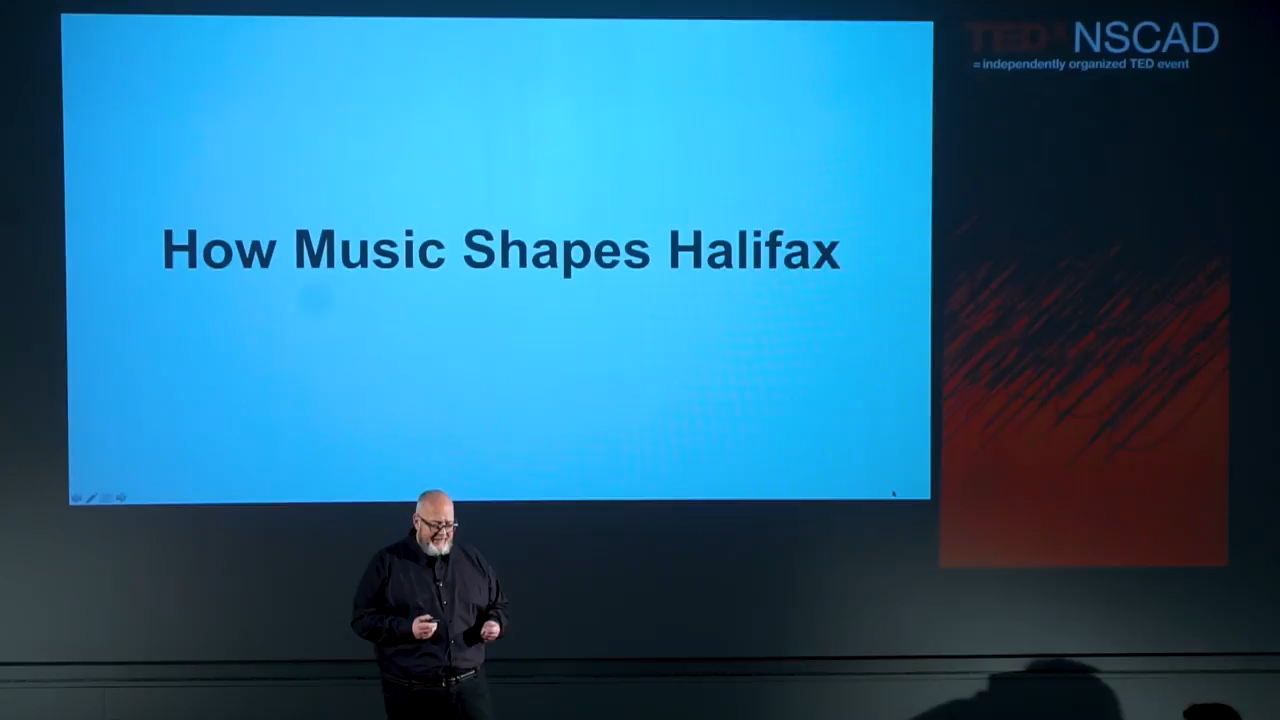 How Music Shapes Halifax
TEDx NSCAD
= independently organized TED event